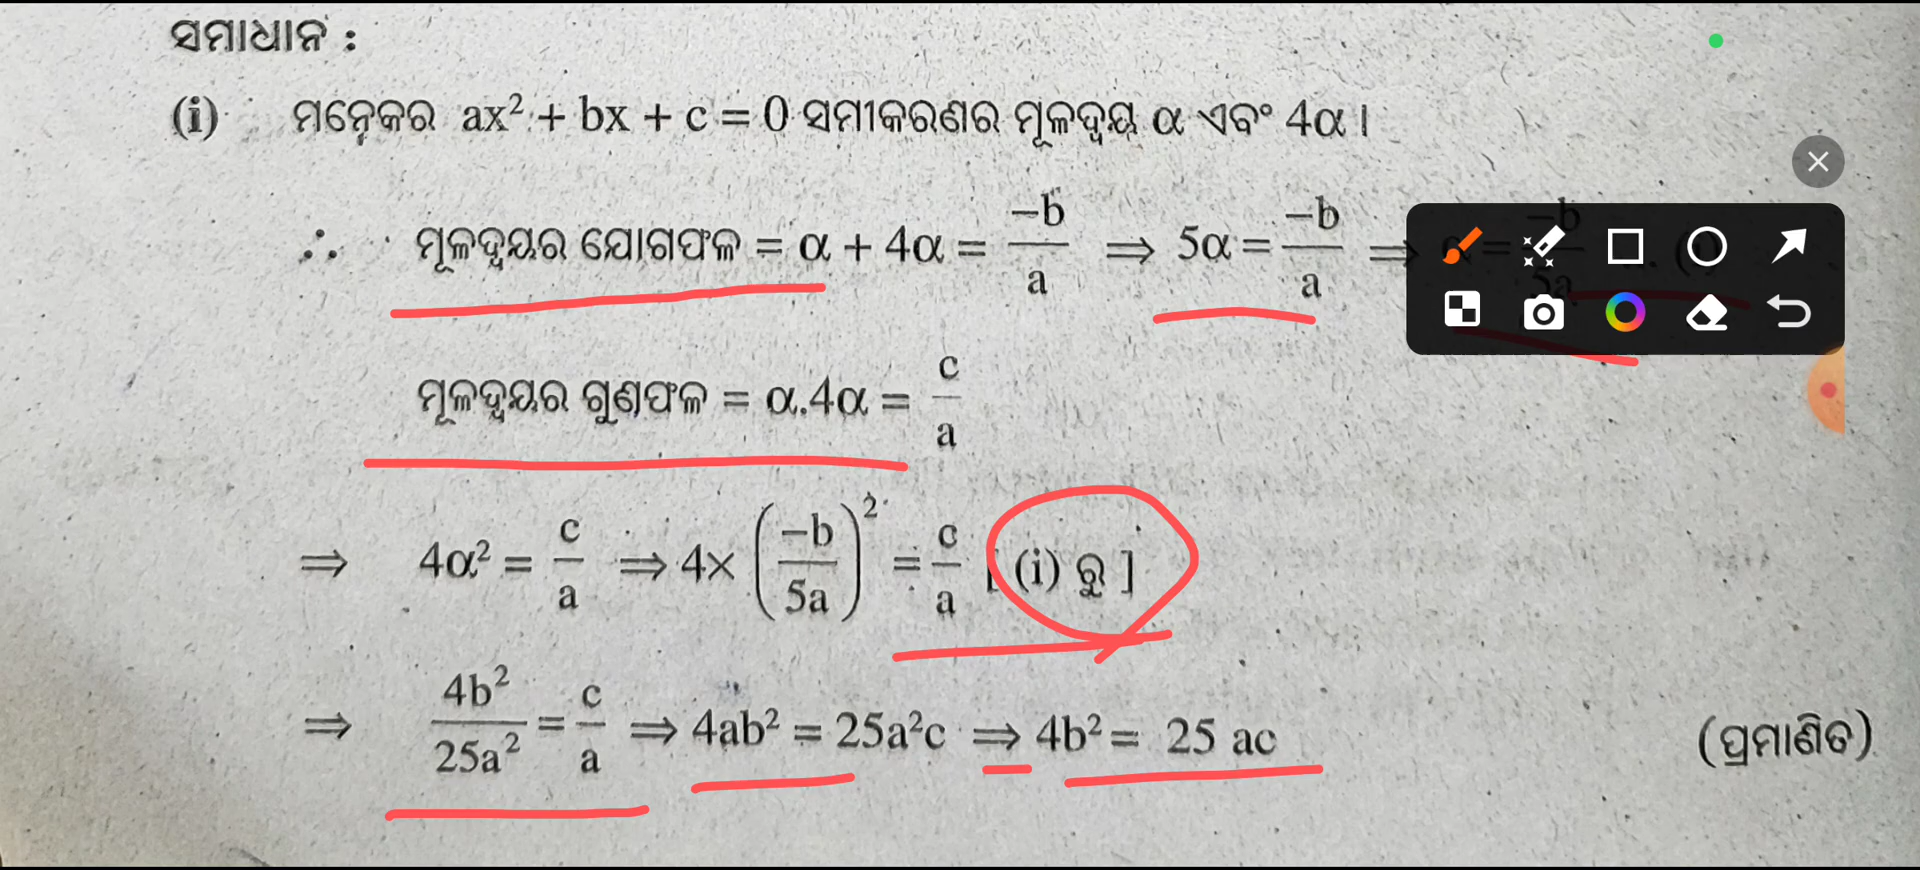 ସମାଧାନ :
(i) ମନେକର ax² + bx + c = 0 ସମୀକରଣର ମୂଳଦ୍ୱୟ α ଏବଂ 4α ।
∴ ମୂଳଦ୍ୱୟର ଯୋଗଫଳ = α + 4α = -b/a ⇒ 5α = -b/a ⇒ α = -b/5a
ମୂଳଦ୍ୱୟର ଗୁଣଫଳ = α.4α = c/a
⇒ 4α² = c/a ⇒ 4× (-b/5a)² = c/a [ (i) ରୁ ]
⇒ 4b²/25a² = c/a ⇒ 4ab² = 25a²c ⇒ 4b² = 25 ac (ପ୍ରମାଣିତ)